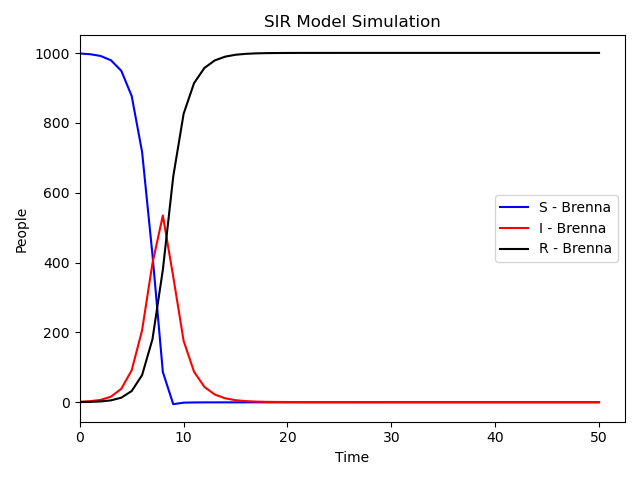 SIR Model Simulation
1000
800
600
400
200
0
People
S - Brenna
I - Brenna
R - Brenna
0 10 20 30 40 50
Time